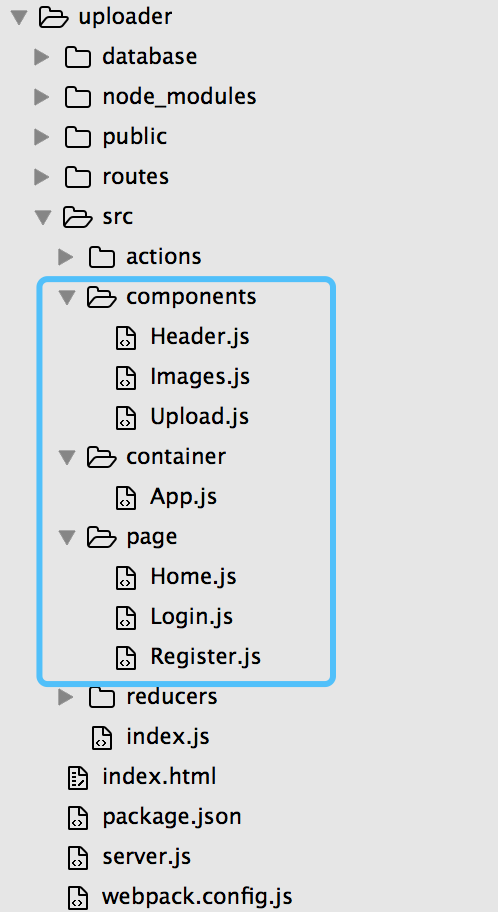 uploader
database
node_modules
public
routes
src
actions
components
Header.js
Images.js
Upload.js
container
App.js
page
Home.js
Login.js
Register.js
reducers
index.js
index.html
package.json
server.js
webpack.config.js